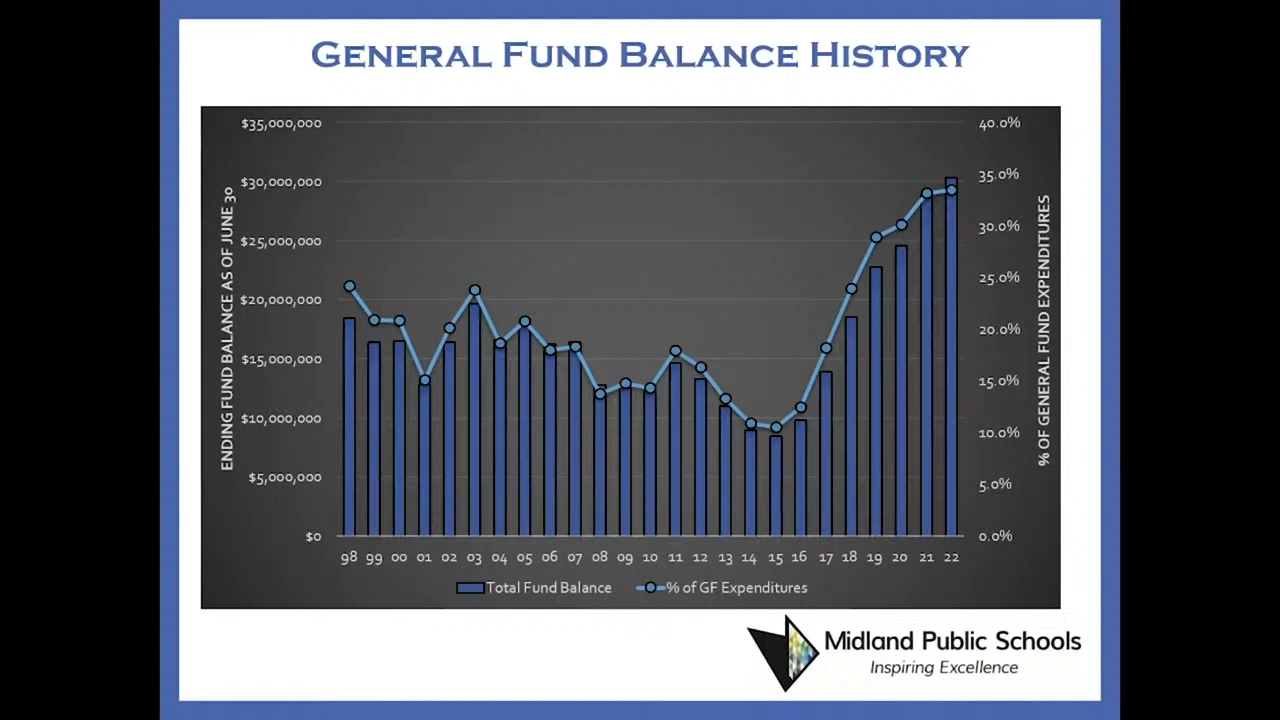 GENERAL FUND BALANCE HISTORY
$35,000,000
$30,000,000
$25,000,000
$20,000,000
$15,000,000
$10,000,000
$5,000,000
$0
ENDING FUND BALANCE AS OF JUNE 30
40.0%
35.0%
30.0%
25.0%
20.0%
15.0%
10.0%
5.0%
0.0%
% OF GENERAL FUND EXPENDITURES
98 99 00 01 02 03 04 05 06 07 08 09 10 11 12 13 14 15 16 17 18 19 20 21 22
Total Fund Balance % of GF Expenditures
Midland Public Schools
Inspiring Excellence